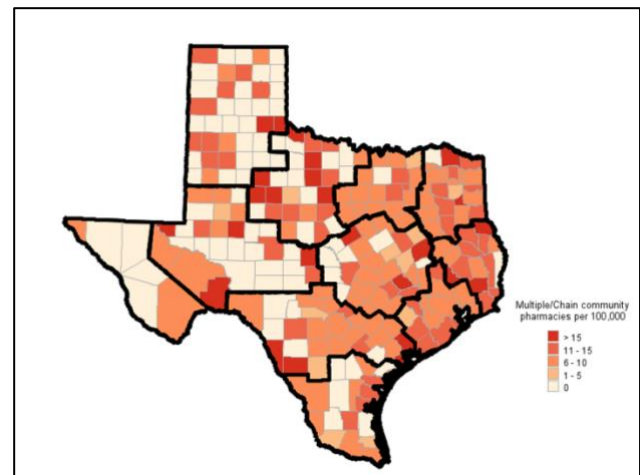 Multiple/Chain community
pharmacies per 100,000
> 15
11 - 15
6 - 10
1 - 5
0